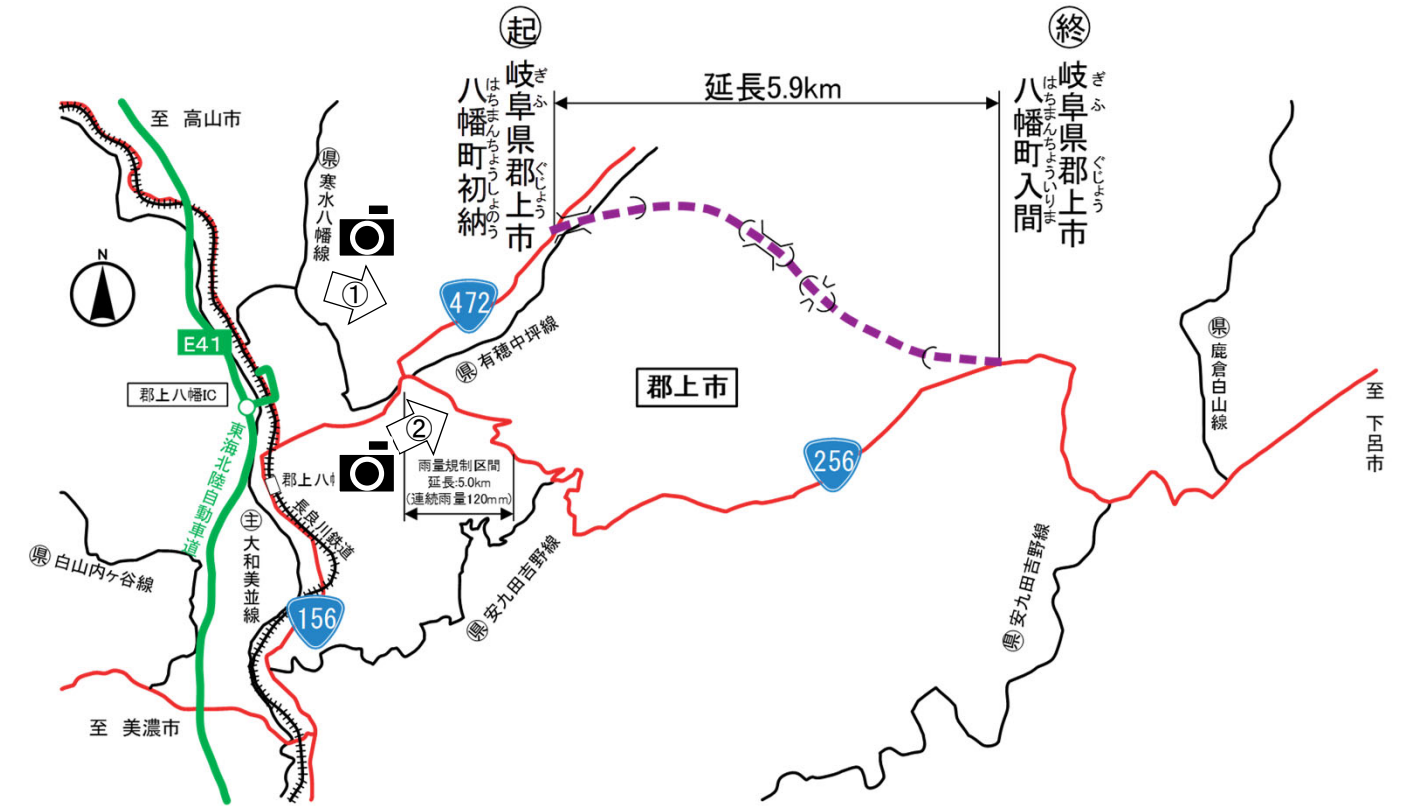 起
岐阜県郡上市
ぎふ ぐじょう
八幡町初納
はちまんちょうしょのう
延長5.9km
終
岐阜県郡上市
ぎふ ぐじょう
八幡町入間
はちまんちょういりま
至 高山市
県 寒水八幡線
N
①
472
E41
県 有穂中坪線
郡上八幡IC
郡上市
県 鹿倉白山線
至 下呂市
②
256
東海北陸自動車道
郡上八
雨量規制区間
延長:5.0km
(連続雨量120mm)
長良川鉄道
主 大和美並線
県 白山内ヶ谷線
156
県 安九田吉野線
県 安九田吉野線
至 美濃市